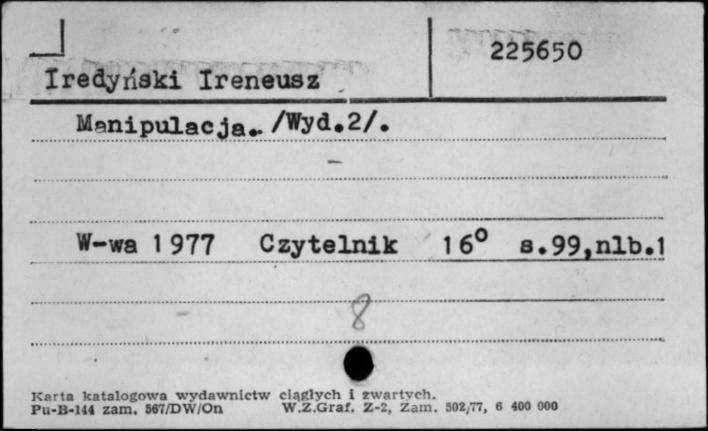 225650
Iredyński Ireneusz
Manipulacja. /Wyd.2/.
W-wa 1977 Czytelnik 16° s.99,nlb.1
8
Karta katalogowa wydawnictw ciągłych i zwartych.
Pu-B-144 zam. 567/DW/On W.Z.Graf. Z-2, Zam. 502/77, 6 400 000